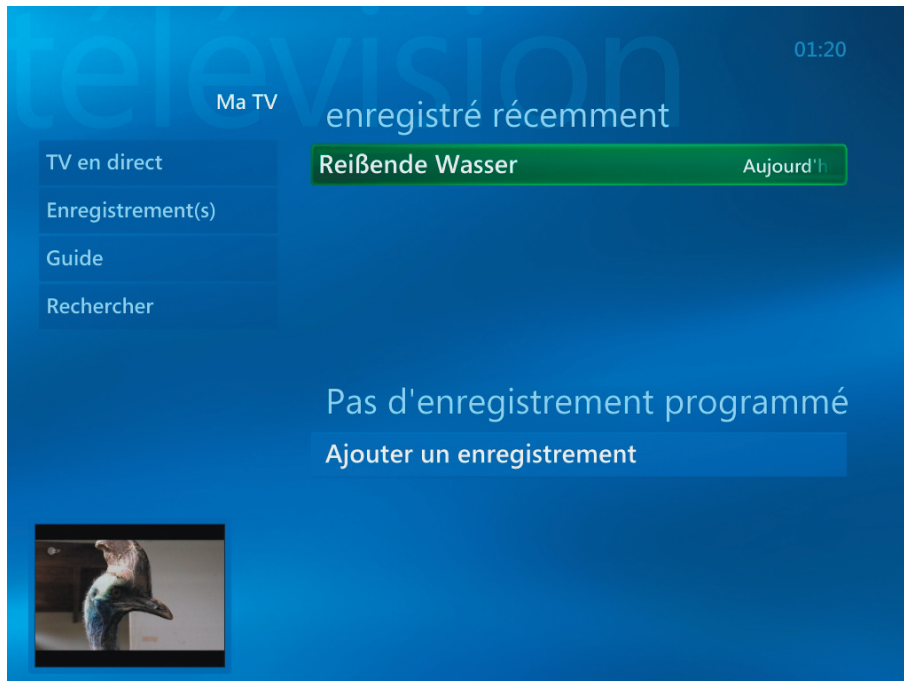 télévision
01:20
Ma TV
enregistré récemment
TV en direct
Reißende Wasser Aujourd'h
Enregistrement(s)
Guide
Rechercher
Pas d'enregistrement programmé
Ajouter un enregistrement